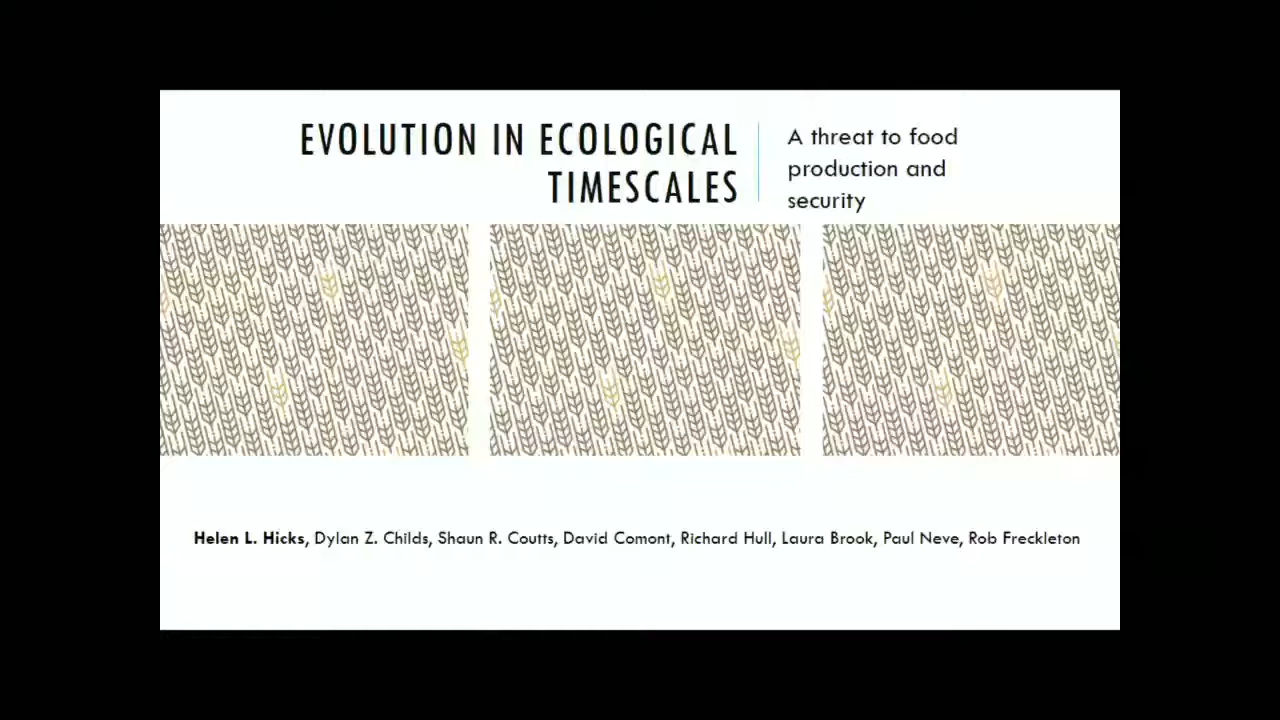 EVOLUTION IN ECOLOGICAL
TIMESCALES
A threat to food
production and
security
Helen L. Hicks, Dylan Z. Childs, Shaun R. Coutts, David Comont, Richard Hull, Laura Brook, Paul Neve, Rob Freckleton